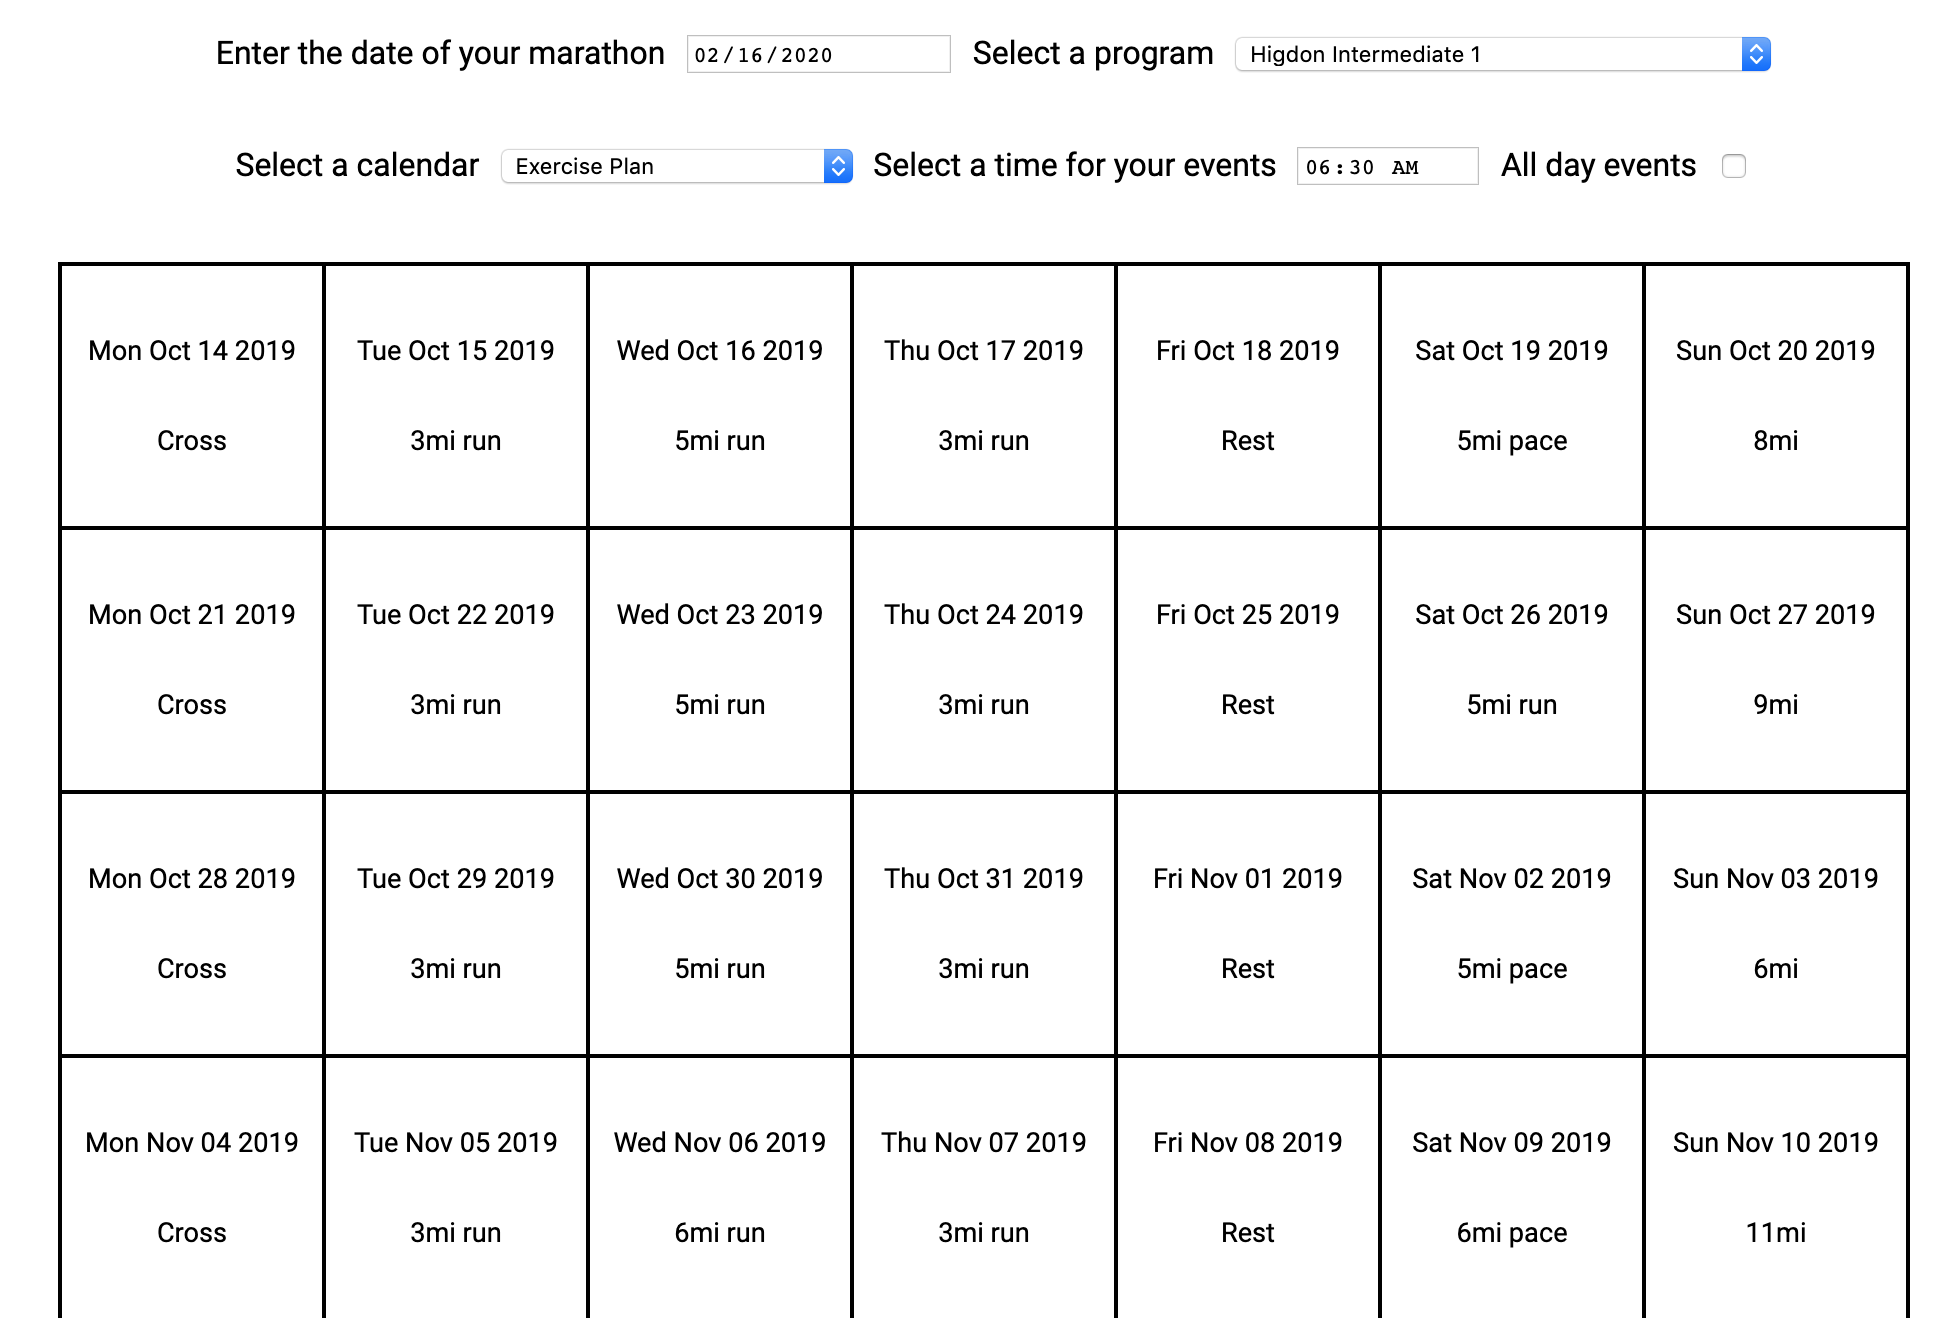 Enter the date of your marathon 02/16/2020 Select a program Higdon Intermediate 1
Select a calendar Exercise Plan Select a time for your events 06:30 AM All day events
Mon Oct 14 2019 Tue Oct 15 2019 Wed Oct 16 2019 Thu Oct 17 2019 Fri Oct 18 2019 Sat Oct 19 2019 Sun Oct 20 2019
Cross 3mi run 5mi run 3mi run Rest 5mi pace 8mi
Mon Oct 21 2019 Tue Oct 22 2019 Wed Oct 23 2019 Thu Oct 24 2019 Fri Oct 25 2019 Sat Oct 26 2019 Sun Oct 27 2019
Cross 3mi run 5mi run 3mi run Rest 5mi run 9mi
Mon Oct 28 2019 Tue Oct 29 2019 Wed Oct 30 2019 Thu Oct 31 2019 Fri Nov 01 2019 Sat Nov 02 2019 Sun Nov 03 2019
Cross 3mi run 5mi run 3mi run Rest 5mi pace 6mi
Mon Nov 04 2019 Tue Nov 05 2019 Wed Nov 06 2019 Thu Nov 07 2019 Fri Nov 08 2019 Sat Nov 09 2019 Sun Nov 10 2019
Cross 3mi run 6mi run 3mi run Rest 6mi pace 11mi